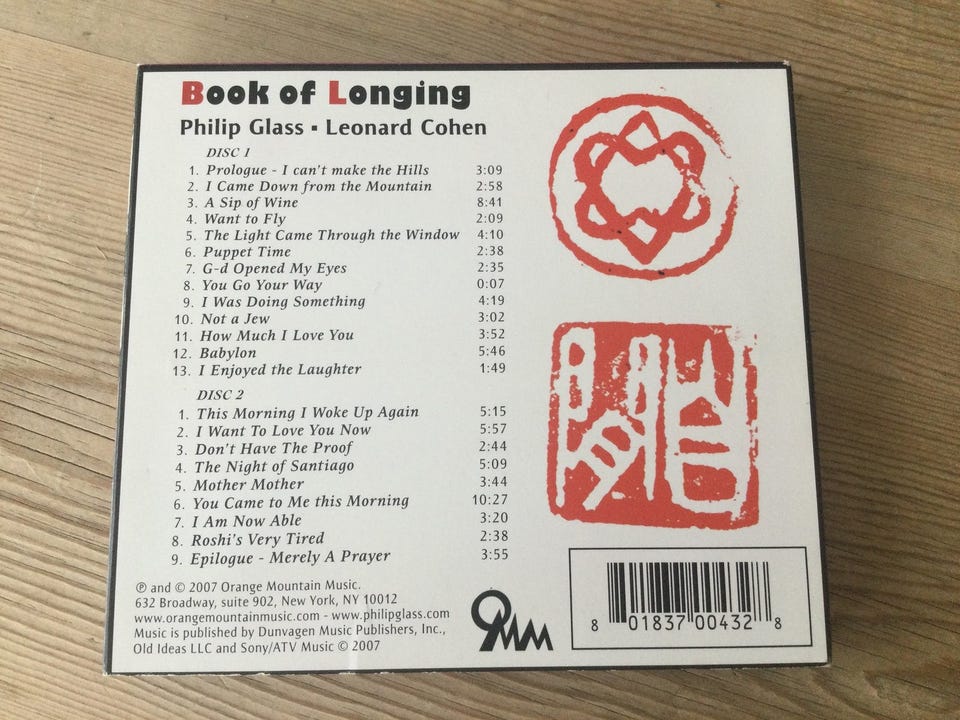 Book of Longing
Philip Glass ▪ Leonard Cohen
DISC 1
1. Prologue - I can't make the Hills 3:09
2. I Came Down from the Mountain 2:58
3. A Sip of Wine 8:41
4. Want to Fly 2:09
5. The Light Came Through the Window 4:10
6. Puppet Time 2:38
7. G-d Opened My Eyes 2:35
8. You Go Your Way 0:07
9. I Was Doing Something 4:19
10. Not a Jew 3:02
11. How Much I Love You 3:52
12. Babylon 5:46
13. I Enjoyed the Laughter 1:49
DISC 2
1. This Morning I Woke Up Again 5:15
2. I Want To Love You Now 5:57
3. Don't Have The Proof 2:44
4. The Night of Santiago 5:09
5. Mother Mother 3:44
6. You Came to Me this Morning 10:27
7. I Am Now Able 3:20
8. Roshi's Very Tired 2:38
9. Epilogue - Merely A Prayer 3:55
℗ and © 2007 Orange Mountain Music.
632 Broadway, suite 902, New York, NY 10012
www.orangemountainmusic.com - www.philipglass.com
Music is published by Dunvagen Music Publishers, Inc.,
Old Ideas LLC and Sony/ATV Music © 2007
OMM
8 01837 00432 8